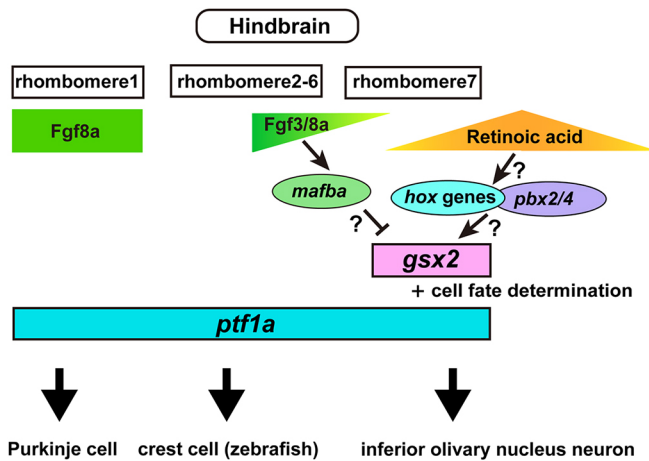 Hindbrain
rhombomere1
rhombomere2-6
rhombomere7
Fgf8a
Fgf3/8a
Retinoic acid
?
mafba
hox genes
pbx2/4
?
?
gsx2
+ cell fate determination
ptf1a
Purkinje cell
crest cell (zebrafish)
inferior olivary nucleus neuron